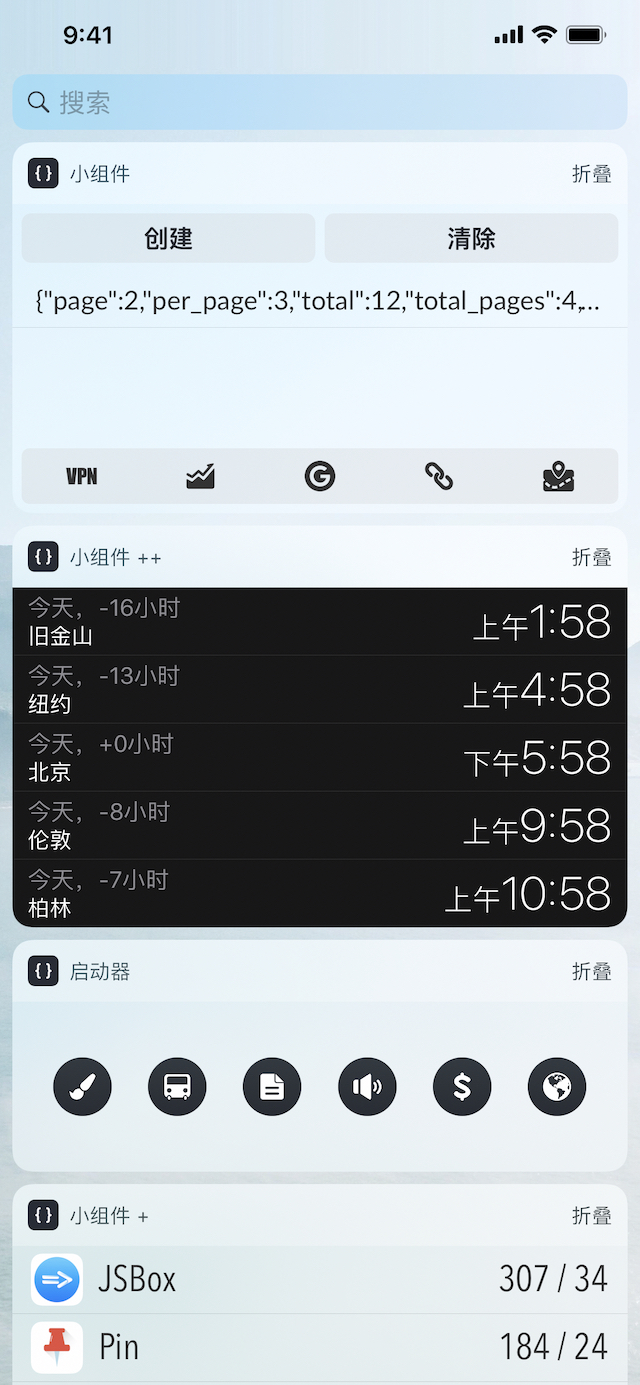 9:41
搜索
小组件 折叠
创建 清除
{"page":2,"per_page":3,"total":12,"total_pages":4,...
VPN
小组件 ++ 折叠
今天，-16小时
旧金山 上午1:58
今天，-13小时
纽约 上午4:58
今天，+0小时
北京 下午5:58
今天，-8小时
伦敦 上午9:58
今天，-7小时
柏林 上午10:58
启动器 折叠
小组件 + 折叠
JSBox 307 / 34
Pin 184 / 24